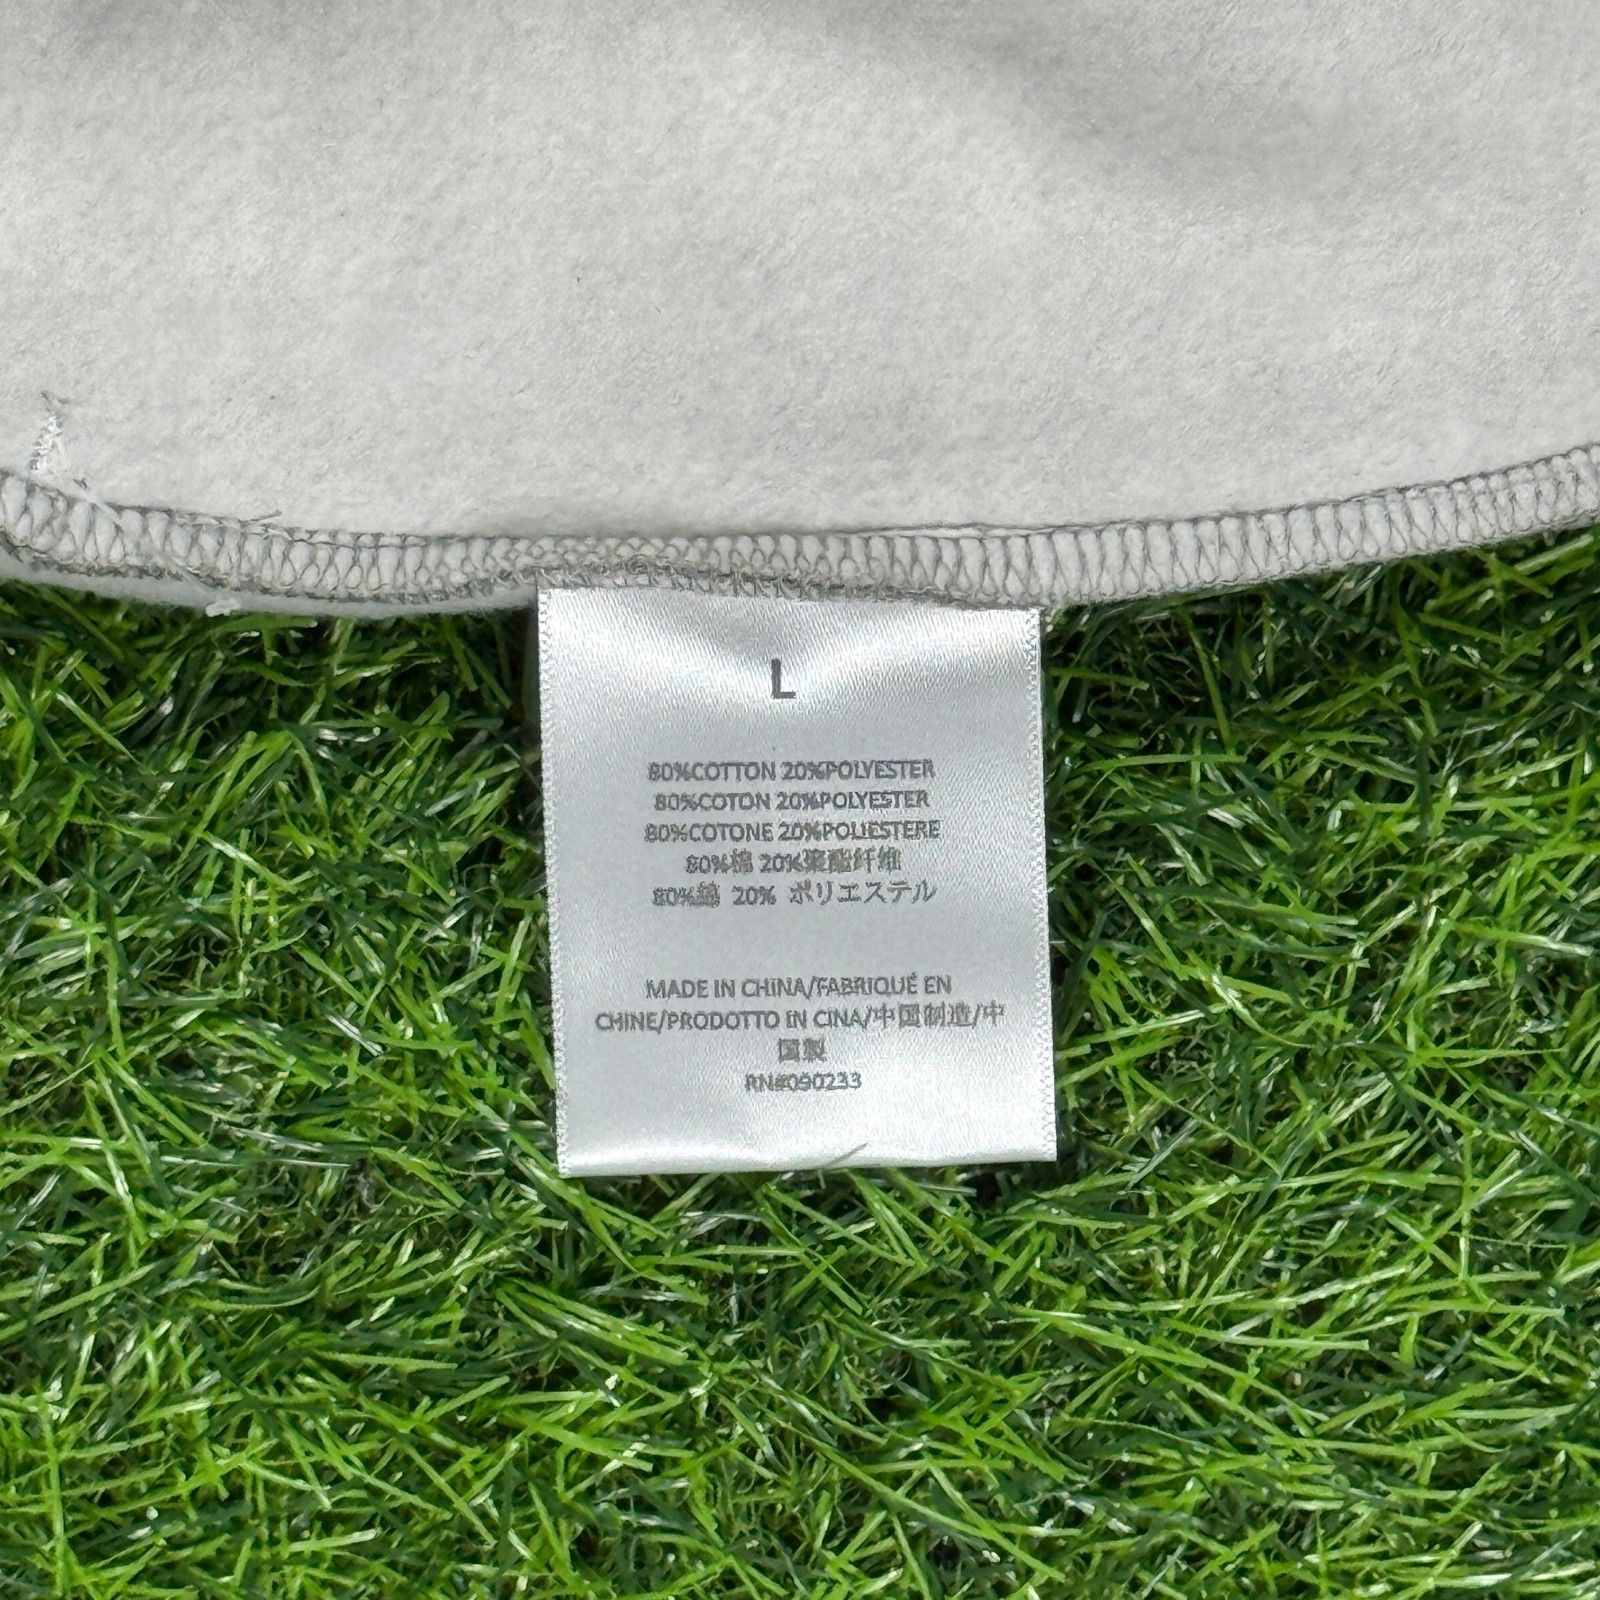 L
80%COTTON 20%POLYESTER
80%COTON 20%POLYESTER
80%COTONE 20%POLIESTERE
80%棉 20%聚酯纤维
80%綿 20% ポリエステル
MADE IN CHINA/FABRIQUÉ EN
CHINE/PRODOTTO IN CINA/中国制造/中
国製
RN#090233